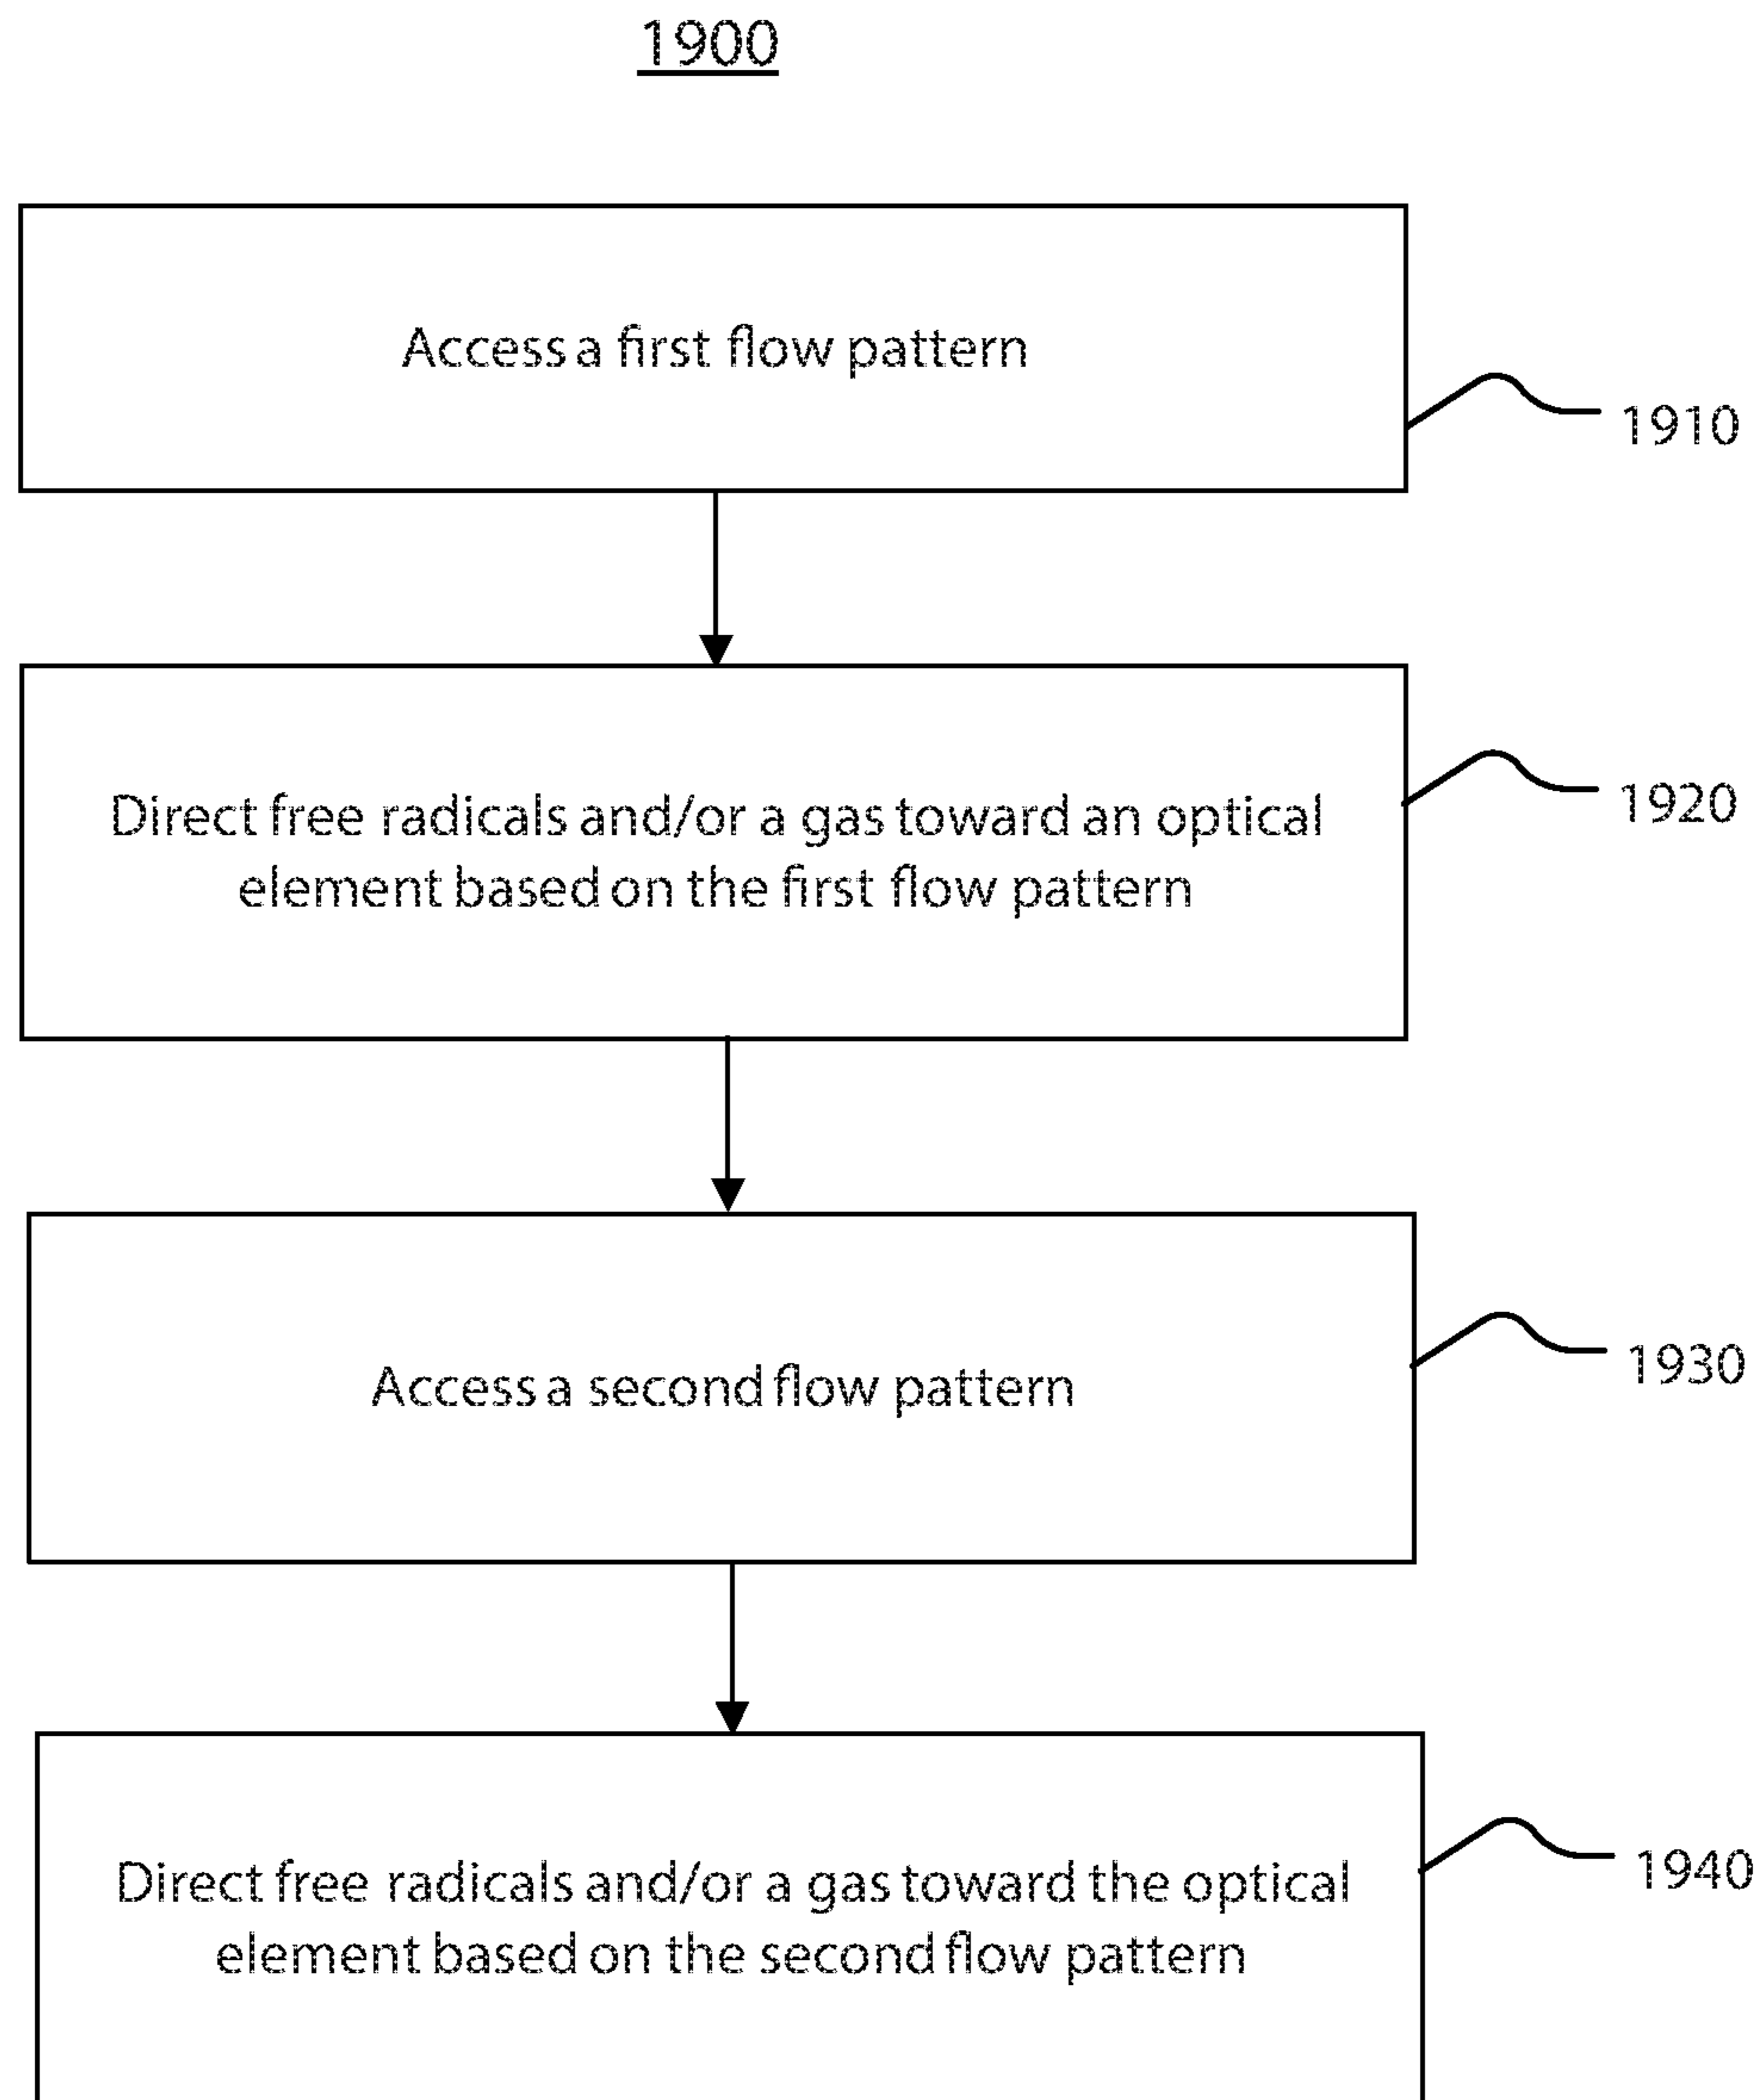 1900
Access a first flow pattern
1910
Direct free radicals and/or a gas toward an optical
element based on the first flow pattern
1920
Access a second flow pattern
1930
Direct free radicals and/or a gas toward the optical
element based on the second flow pattern
1940